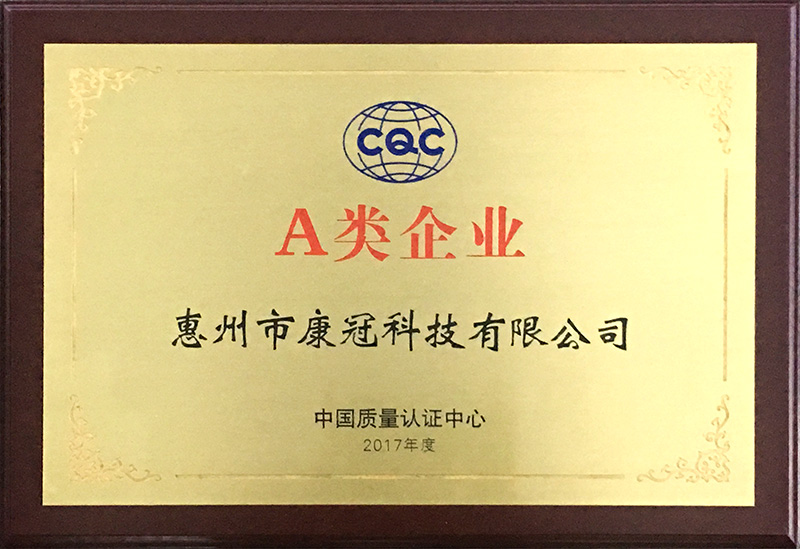 CQC
A类企业
惠州市康冠科技有限公司
中国质量认证中心
2017年度